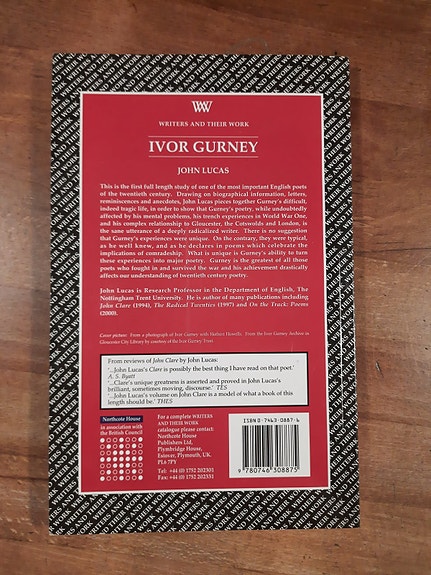 WRITERS AND THEIR WORK
IVOR GURNEY
JOHN LUCAS
This is the first full length study of one of the most important English poets
of the twentieth century. Drawing on biographical information, letters,
reminiscences and anecdotes, John Lucas pieces together Gurney's difficult,
indeed tragic life, in order to show that Gurney's poetry, while undoubtedly
affected by his mental problems, his trench experiences in World War One,
and his complex relationship to Gloucester, the Cotswolds and London, is
the sane utterance of a deeply radicalized writer. There is no suggestion
that Gurney's experiences were unique. On the contrary, they were typical,
as he well knew, and as he declares in poems which celebrate the
implications of comradeship. What is unique is Gurney's ability to turn
these experiences into major poetry. Gurney is the greatest of all those
poets who fought in and survived the war and his achievement drastically
affects our understanding of twentieth century poetry.
John Lucas is Research Professor in the Department of English, The
Nottingham Trent University. He is author of many publications including
John Clare (1994), The Radical Twenties (1997) and On the Track: Poems
(2000).
Cover picture: From a photograph of Ivor Gurney with Herbert Howells. From the Ivor Gurney Archive in
Gloucester City Library by courtesy of the Ivor Gurney Trust
From reviews of John Clare by John Lucas:
'...John Lucas's Clare is possibly the best thing I have read on that poet.'
A. S. Byatt
'...Clare's unique greatness is asserted and proved in John Lucas's
brilliant, sometimes moving, discourse.' TES
'...John Lucas's volume on John Clare is a model of what a book of this
length should be.' THES
Northcote House
in association with
the British Council
For a complete WRITERS
AND THEIR WORK
catalogue please contact:
Northcote House
Publishers Ltd,
Plymbridge House,
Estover, Plymouth, UK.
PL6 7PY
Tel: +44 (0) 1752 202301
Fax: +44 (0) 1752 202331
ISBN 0-7463-0887-6
9 780746 308875